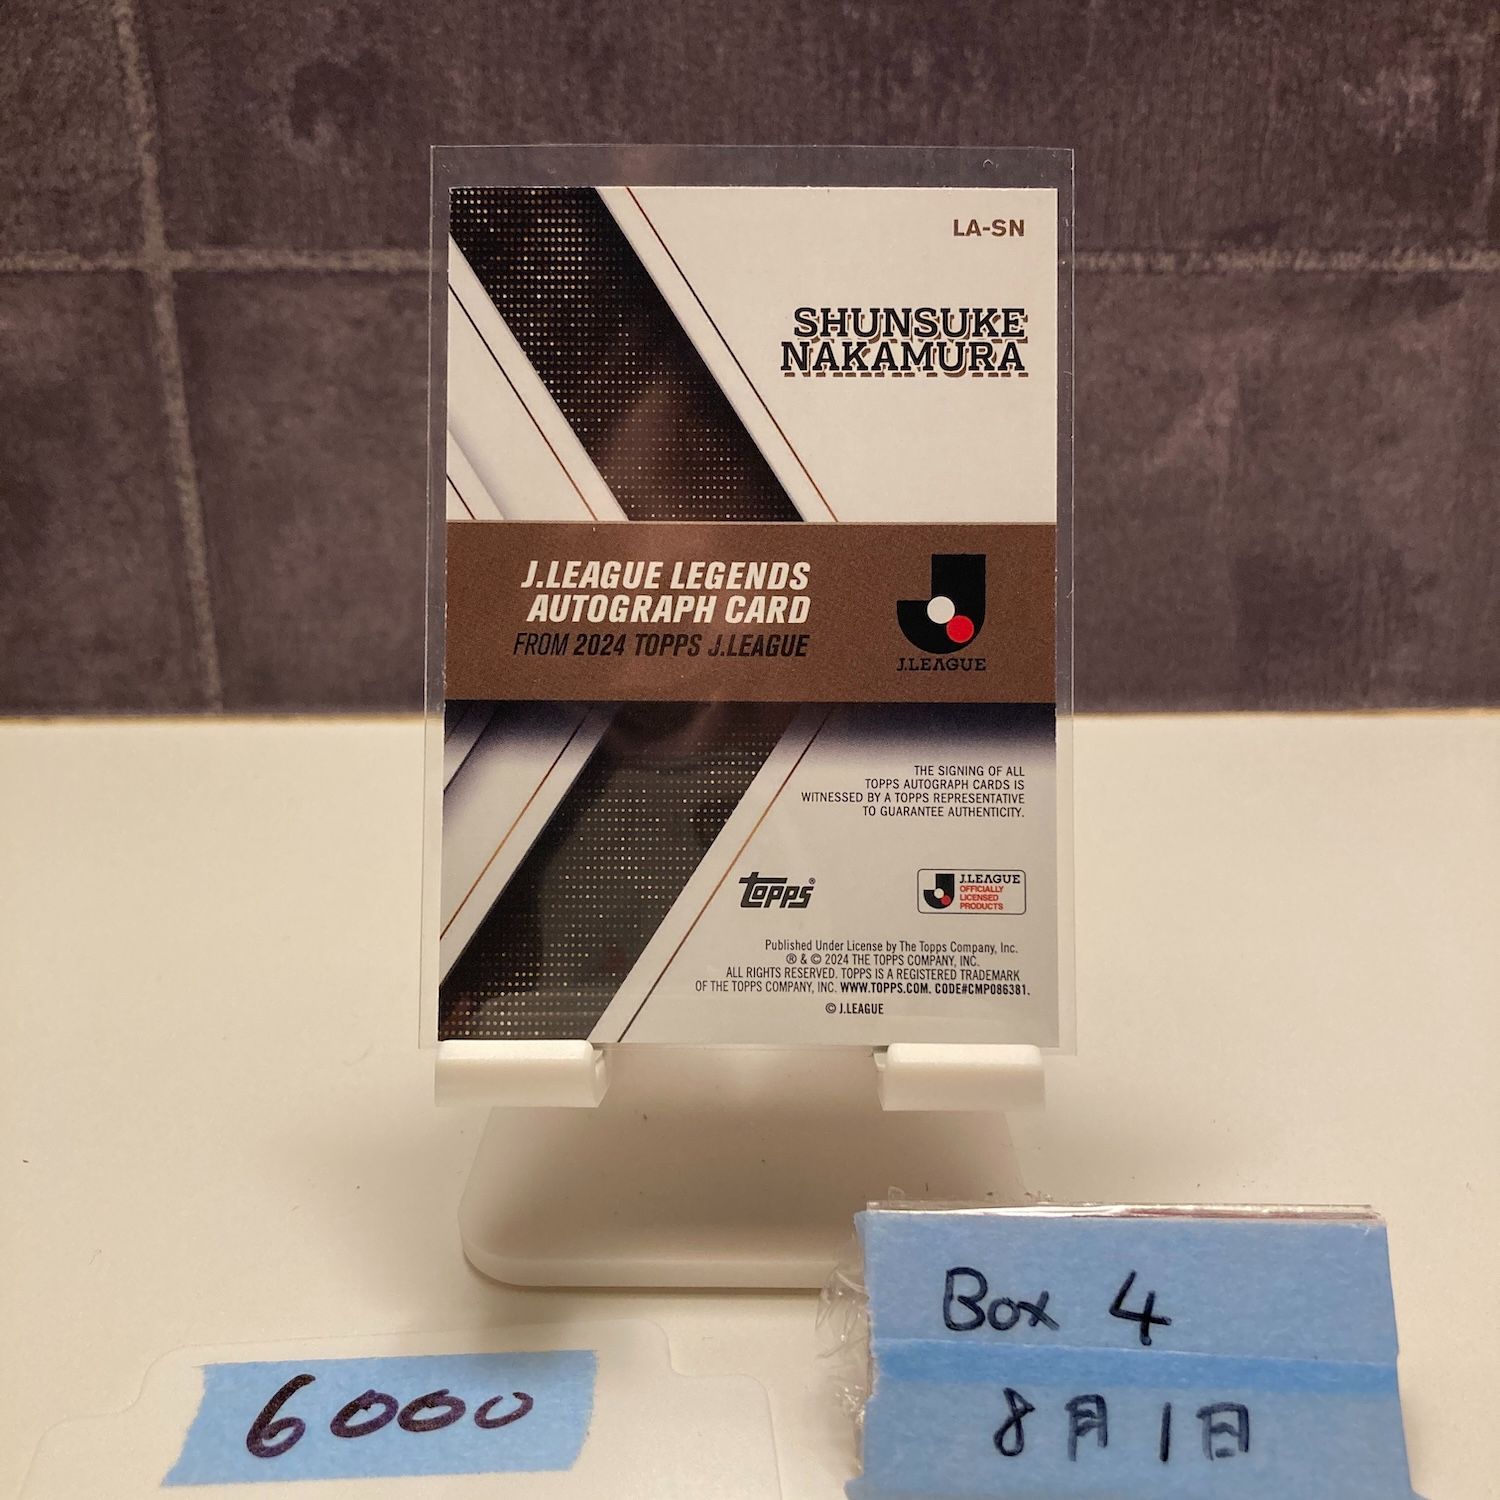 LA-SN
SHUNSUKE
NAKAMURA
J.LEAGUE LEGENDS
AUTOGRAPH CARD
FROM 2024 TOPPS J.LEAGUE
J.LEAGUE
THE SIGNING OF ALL
TOPPS AUTOGRAPH CARDS IS
WITNESSED BY A TOPPS REPRESENTATIVE
TO GUARANTEE AUTHENTICITY.
topps®
J.LEAGUE
OFFICIALLY
LICENSED
PRODUCTS
Published Under License by The Topps Company, Inc.
® & © 2024 THE TOPPS COMPANY, INC.
ALL RIGHTS RESERVED. TOPPS IS A REGISTERED TRADEMARK
OF THE TOPPS COMPANY, INC. WWW.TOPPS.COM. CODE#CMP086381.
© J.LEAGUE
Box 4
8月1日
6000